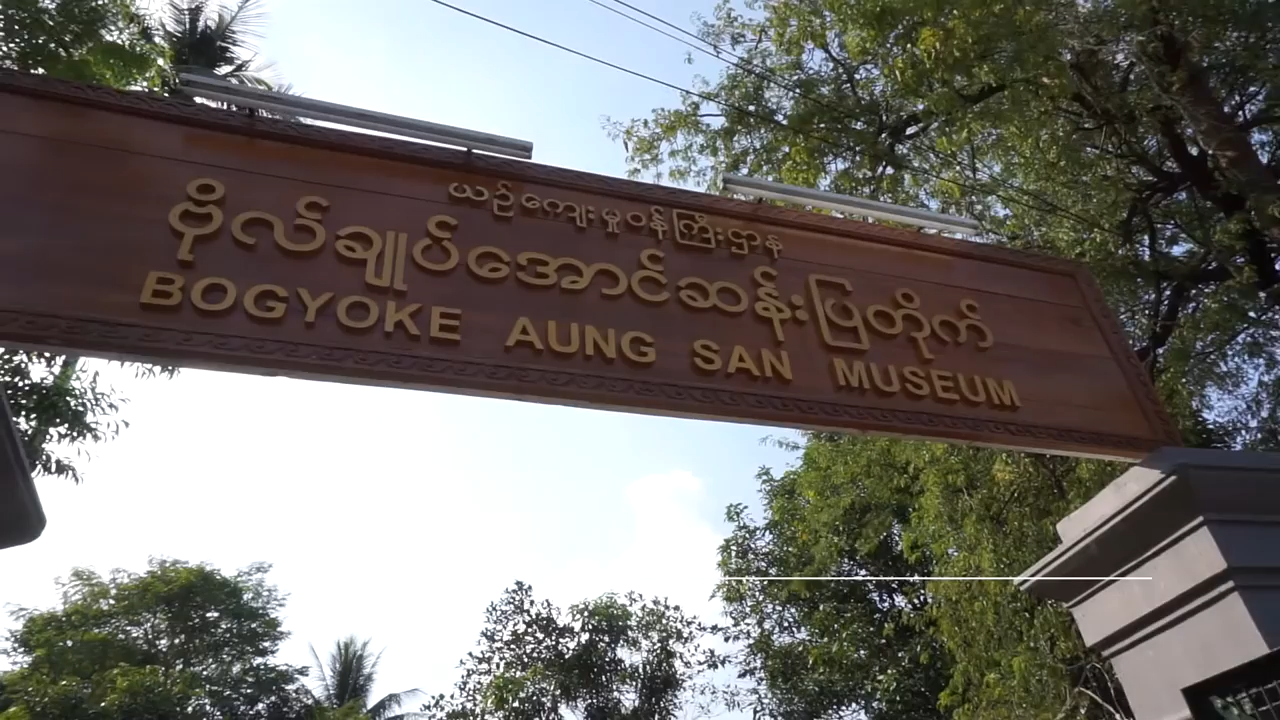 ယဉ်ကျေးမှုဝန်ကြီးဌာန
ဗိုလ်ချုပ်အောင်ဆန်းပြတိုက်
BOGYOKE AUNG SAN MUSEUM